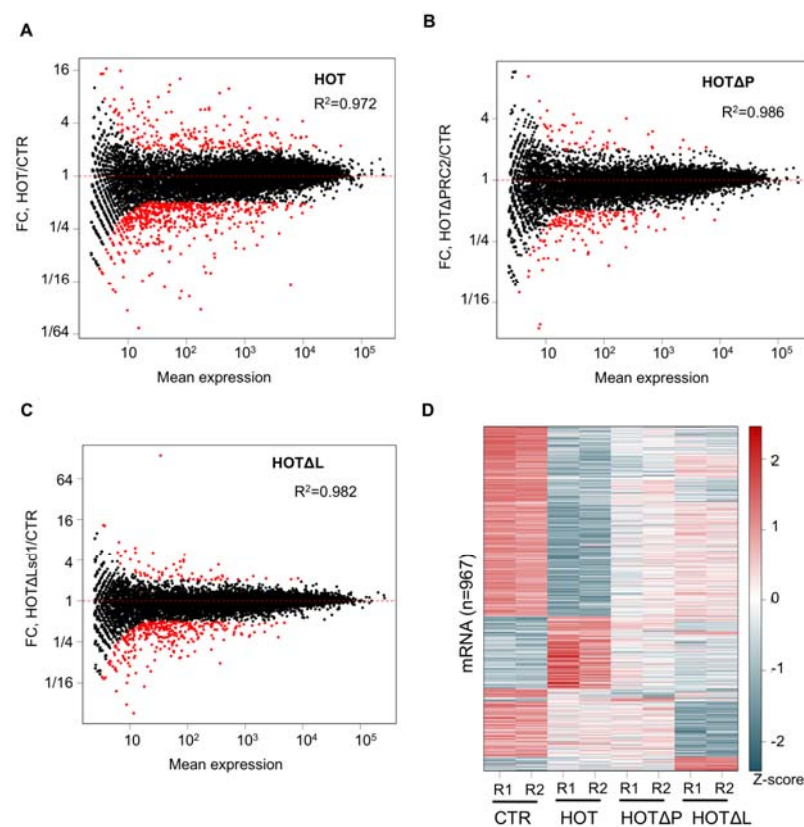 A
HOT
R²=0.972
FC, HOT/CTR
16
4
1
1/4
1/16
1/64
10
10²
10³
10⁴
10⁵
Mean expression
B
HOTΔP
R²=0.986
FC, HOTΔPRC2/CTR
4
1
1/4
1/16
10
10²
10³
10⁴
10⁵
Mean expression
C
HOTΔL
R²=0.982
FC, HOTΔLsd1/CTR
64
16
4
1
1/4
1/16
10
10²
10³
10⁴
10⁵
Mean expression
D
mRNA (n=967)
2
1
0
-1
-2
Z-score
R1 R2 R1 R2 R1 R2 R1 R2
CTR HOT HOTΔP HOTΔL